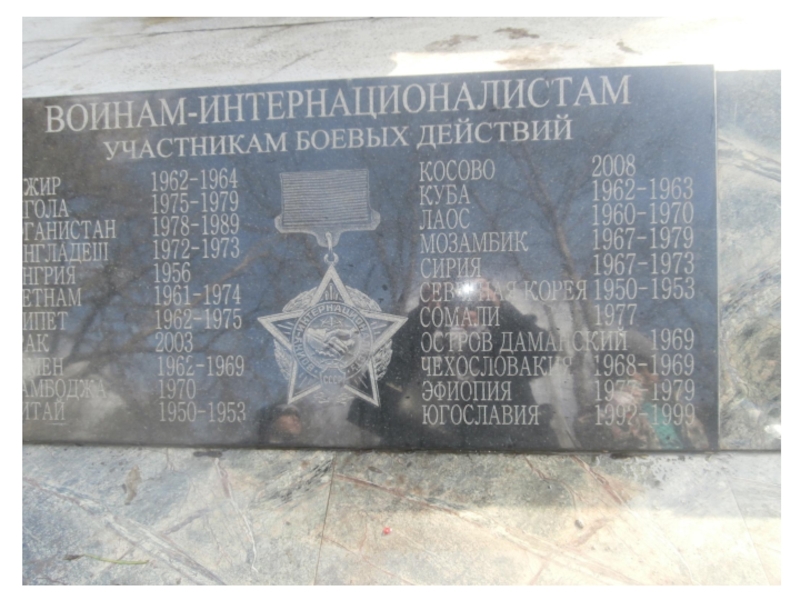 ВОИНАМ-ИНТЕРНАЦИОНАЛИСТАМ
УЧАСТНИКАМ БОЕВЫХ ДЕЙСТВИЙ
ЖИР 1962-1964
ГОЛА 1975-1979
ГАНИСТАН 1978-1989
НГЛАДЕШ 1972-1973
НГРИЯ 1956
ЕТНАМ 1961-1974
ИПЕТ 1962-1975
АК 2003
МЕН 1962-1969
АМБОДЖА 1970
ИТАЙ 1950-1953
КОСОВО 2008
КУБА 1962-1963
ЛАОС 1960-1970
МОЗАМБИК 1967-1979
СИРИЯ 1967-1973
СЕВЕРНАЯ КОРЕЯ 1950-1953
СОМАЛИ 1977
ОСТРОВ ДАМАНСКИЙ 1969
ЧЕХОСЛОВАКИЯ 1968-1969
ЭФИОПИЯ 1977-1979
ЮГОСЛАВИЯ 1992-1999